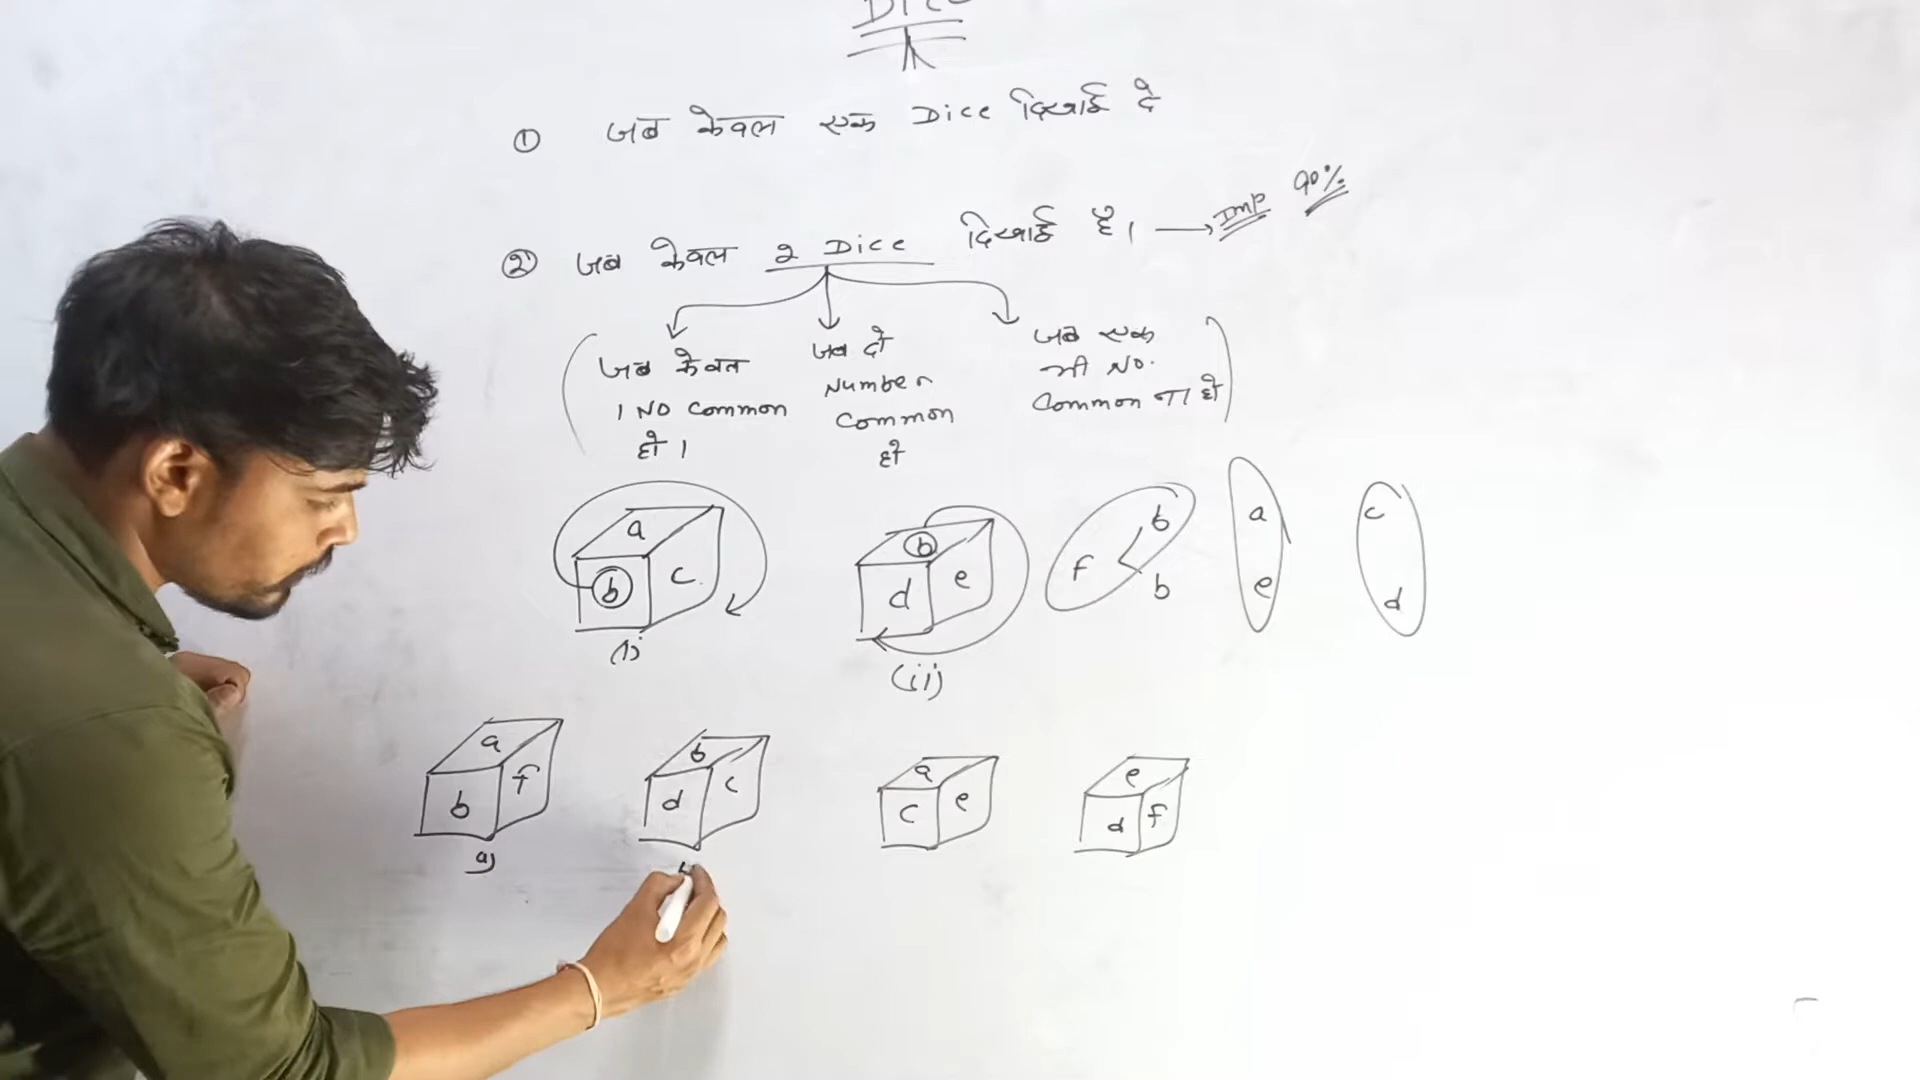 Dice
① जब केवल एक Dice दिखाई दे
② जब केवल 2 Dice दिखाई है। → IMP 90%
जब केवल
1 NO common
हो।
जब दो
Number
Common
हो
जब एक
भी NO.
Common ना हो
a
b c
(i)
b
d e
(ii)
b
f
b
a
e
c
d
a
b f
a)
b
d c
a
c e
e
d f